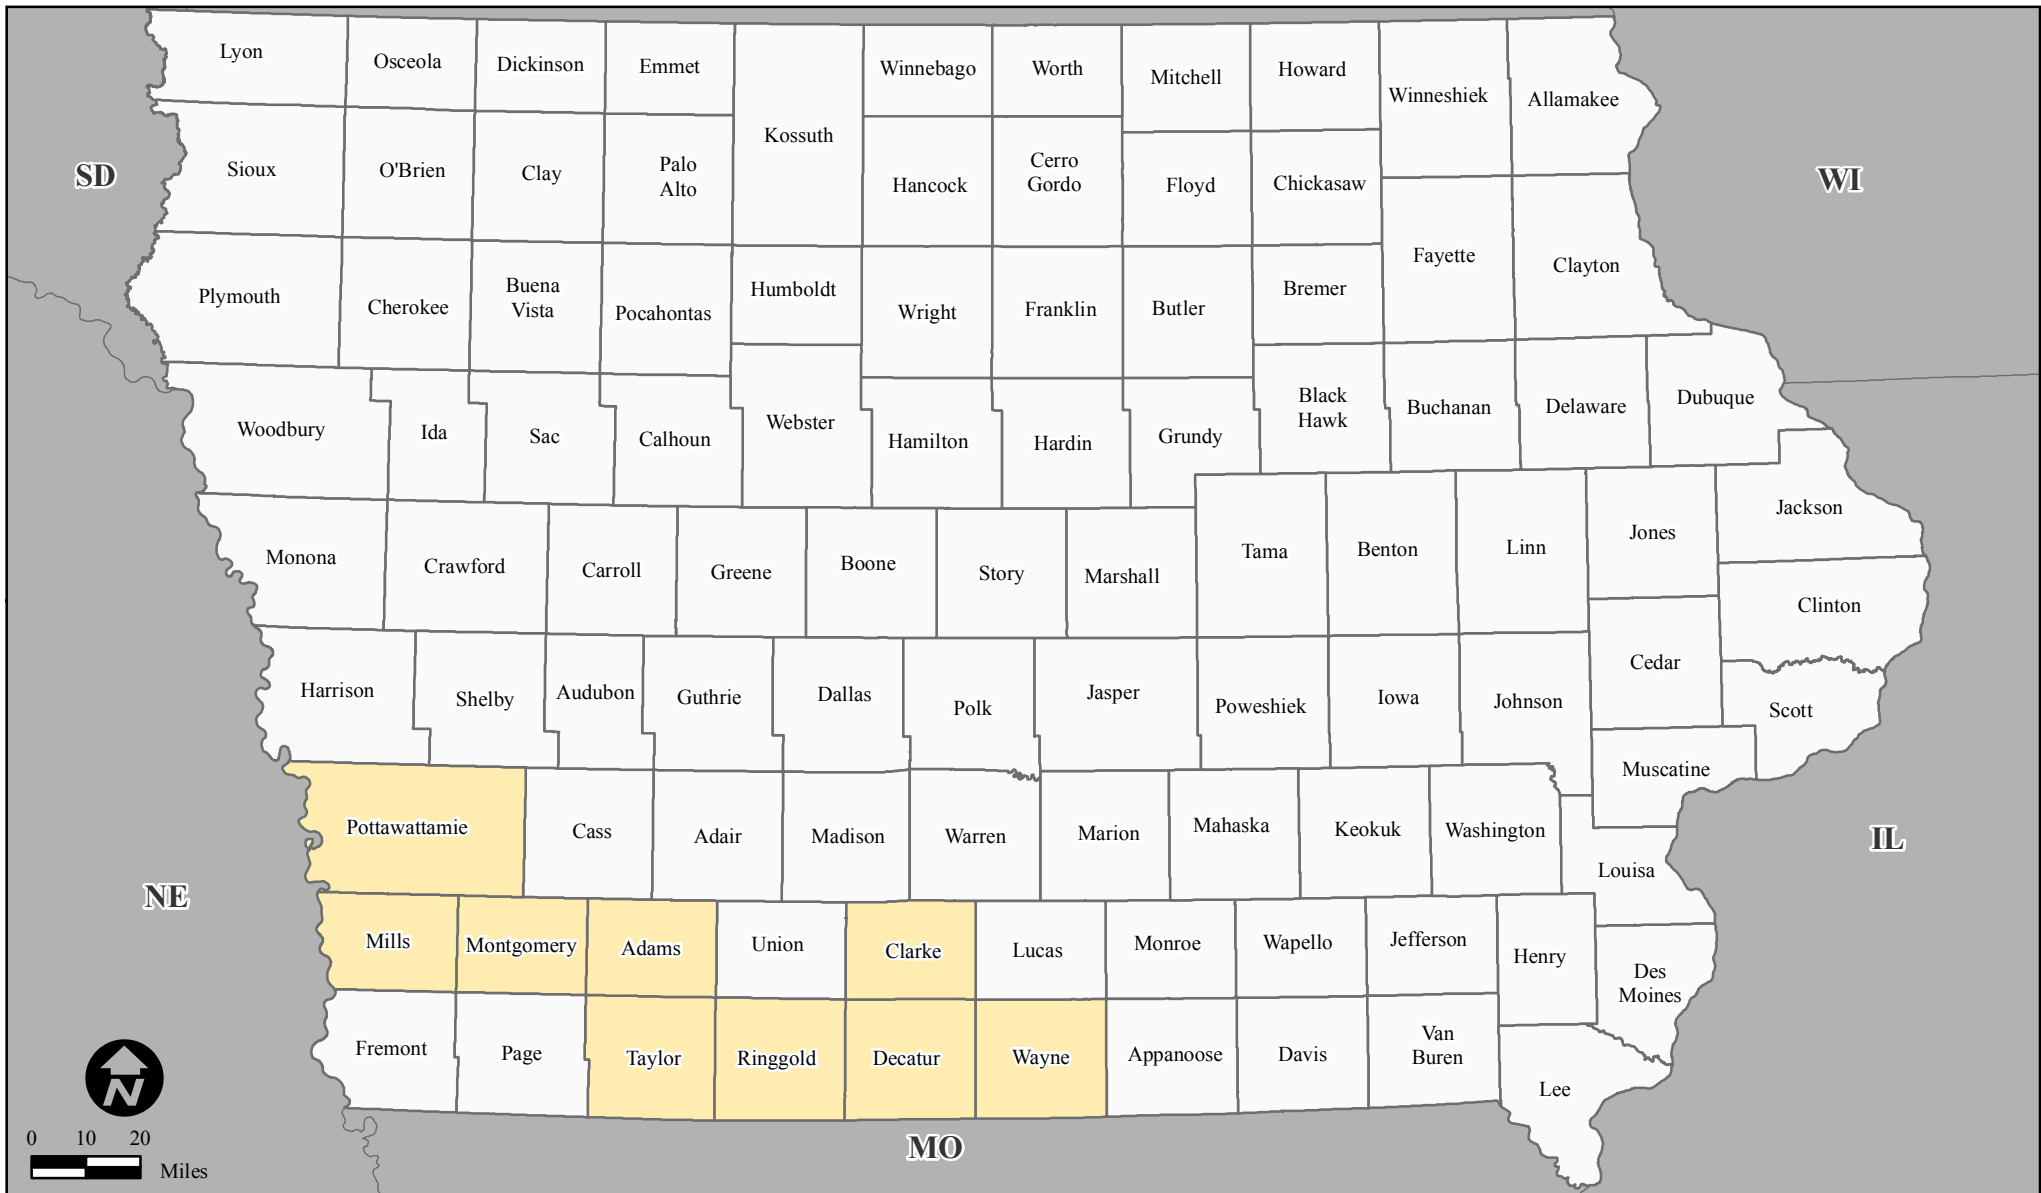 Lyon
Osceola
Dickinson
Emmet
Kossuth
Winnebago
Worth
Mitchell
Howard
Winneshiek
Allamakee
SD
Sioux
O'Brien
Clay
Palo
Alto
Hancock
Cerro
Gordo
Floyd
Chickasaw
WI
Plymouth
Cherokee
Buena
Vista
Pocahontas
Humboldt
Wright
Franklin
Butler
Bremer
Fayette
Clayton
Woodbury
Ida
Sac
Calhoun
Webster
Hamilton
Hardin
Grundy
Black
Hawk
Buchanan
Delaware
Dubuque
Monona
Crawford
Carroll
Greene
Boone
Story
Marshall
Tama
Benton
Linn
Jones
Jackson
Clinton
Harrison
Shelby
Audubon
Guthrie
Dallas
Polk
Jasper
Poweshiek
Iowa
Johnson
Cedar
Scott
Muscatine
Pottawattamie
Cass
Adair
Madison
Warren
Marion
Mahaska
Keokuk
Washington
Louisa
IL
NE
Mills
Montgomery
Adams
Union
Clarke
Lucas
Monroe
Wapello
Jefferson
Henry
Des
Moines
Fremont
Page
Taylor
Ringgold
Decatur
Wayne
Appanoose
Davis
Van
Buren
Lee
N
0 10 20
Miles
MO